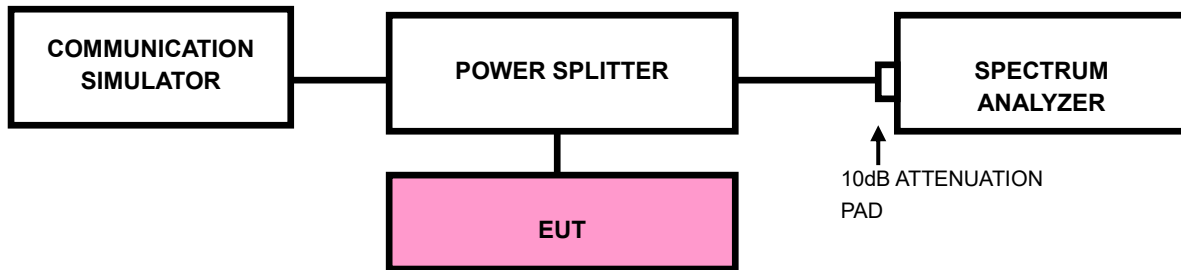 COMMUNICATION
SIMULATOR
POWER SPLITTER
SPECTRUM
ANALYZER
10dB ATTENUATION
PAD
EUT